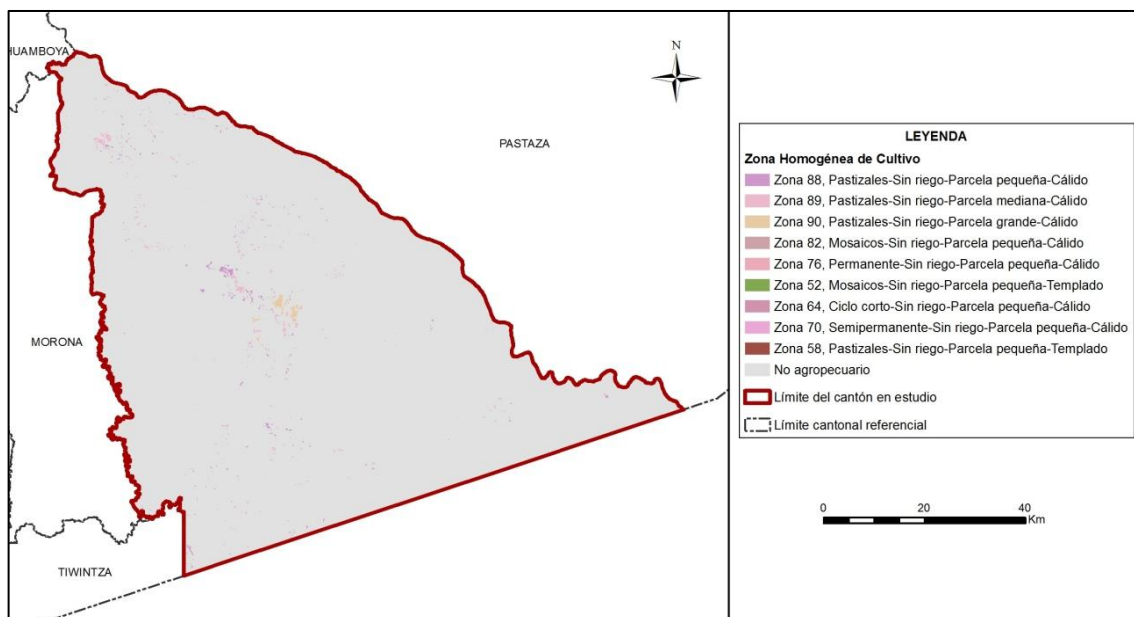 HUAMBOYA
N
PASTAZA
MORONA
TIWINTZA
LEYENDA
Zona Homogénea de Cultivo
Zona 88, Pastizales-Sin riego-Parcela pequeña-Cálido
Zona 89, Pastizales-Sin riego-Parcela mediana-Cálido
Zona 90, Pastizales-Sin riego-Parcela grande-Cálido
Zona 82, Mosaicos-Sin riego-Parcela pequeña-Cálido
Zona 76, Permanente-Sin riego-Parcela pequeña-Cálido
Zona 52, Mosaicos-Sin riego-Parcela pequeña-Templado
Zona 64, Ciclo corto-Sin riego-Parcela pequeña-Cálido
Zona 70, Semipermanente-Sin riego-Parcela pequeña-Cálido
Zona 58, Pastizales-Sin riego-Parcela pequeña-Templado
No agropecuario
Límite del cantón en estudio
Límite cantonal referencial
0 20 40
Km